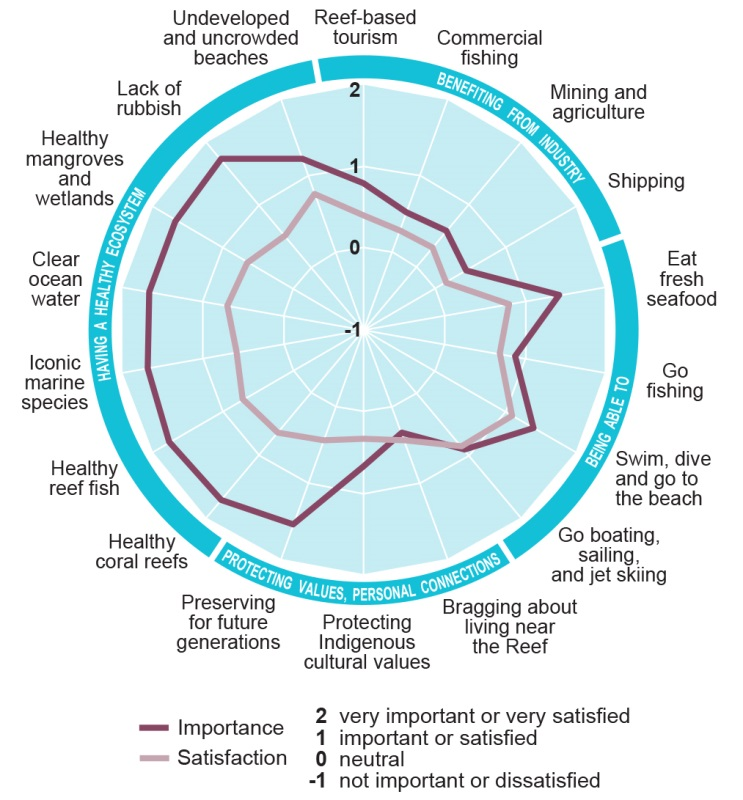 Undeveloped
and uncrowded
beaches
Reef-based
tourism
Commercial
fishing
Mining and
agriculture
Shipping
Eat
fresh
seafood
Go
fishing
Swim, dive
and go to
the beach
Go boating,
sailing,
and jet skiing
Bragging about
living near
the Reef
Protecting
Indigenous
cultural values
Preserving
for future
generations
Healthy
coral reefs
Healthy
reef fish
Iconic
marine
species
Clear
ocean
water
Healthy
mangroves
and
wetlands
Lack of
rubbish
BENEFITING FROM INDUSTRY
BEING ABLE TO
PROTECTING VALUES, PERSONAL CONNECTIONS
HAVING A HEALTHY ECOSYSTEM
2
1
0
-1
Importance
Satisfaction
2 very important or very satisfied
1 important or satisfied
0 neutral
-1 not important or dissatisfied